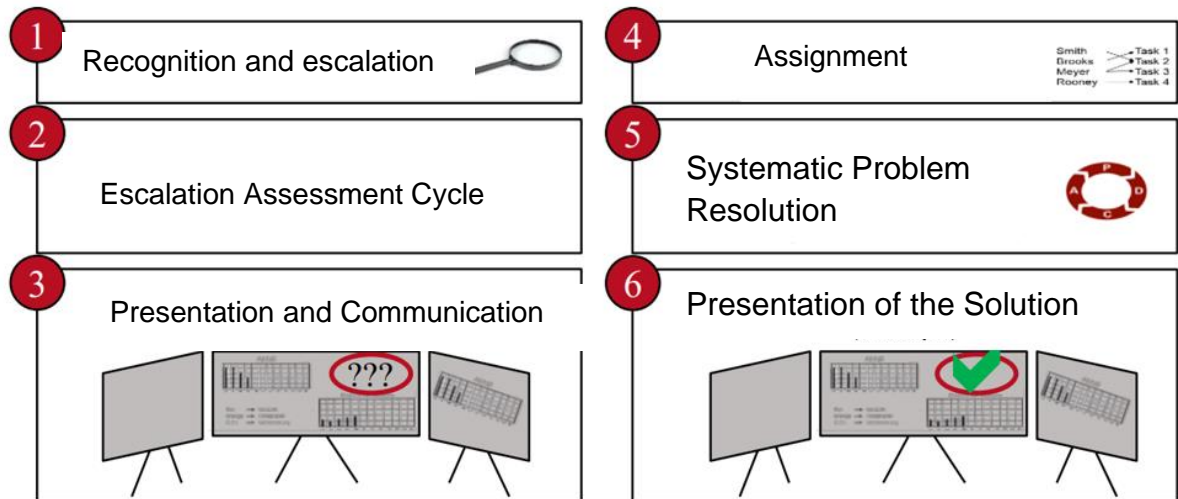 1
Recognition and escalation
2
Escalation Assessment Cycle
3
Presentation and Communication
???
4
Assignment
Smith Task 1
Brooks Task 2
Meyer Task 3
Rooney Task 4
5
Systematic Problem
Resolution
P
A D
C
6
Presentation of the Solution